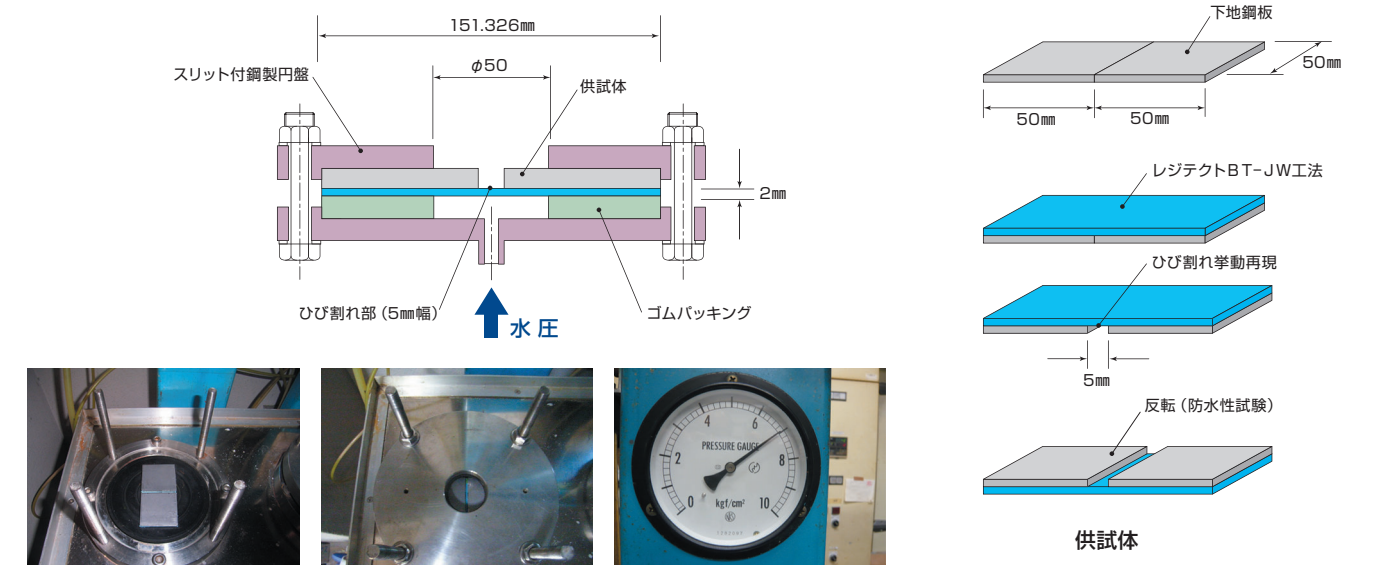 151.326㎜
スリット付鋼製円盤
φ50
供試体
2㎜
ひび割れ部（5㎜幅）
水 圧
ゴムパッキング
下地鋼板
50㎜
50㎜
50㎜
レジテクトＢＴ−ＪＷ工法
ひび割れ挙動再現
5㎜
反転（防水性試験）
供試体
4
6
PRESSURE GAUGE
2
8
0
kgf/cm²
10